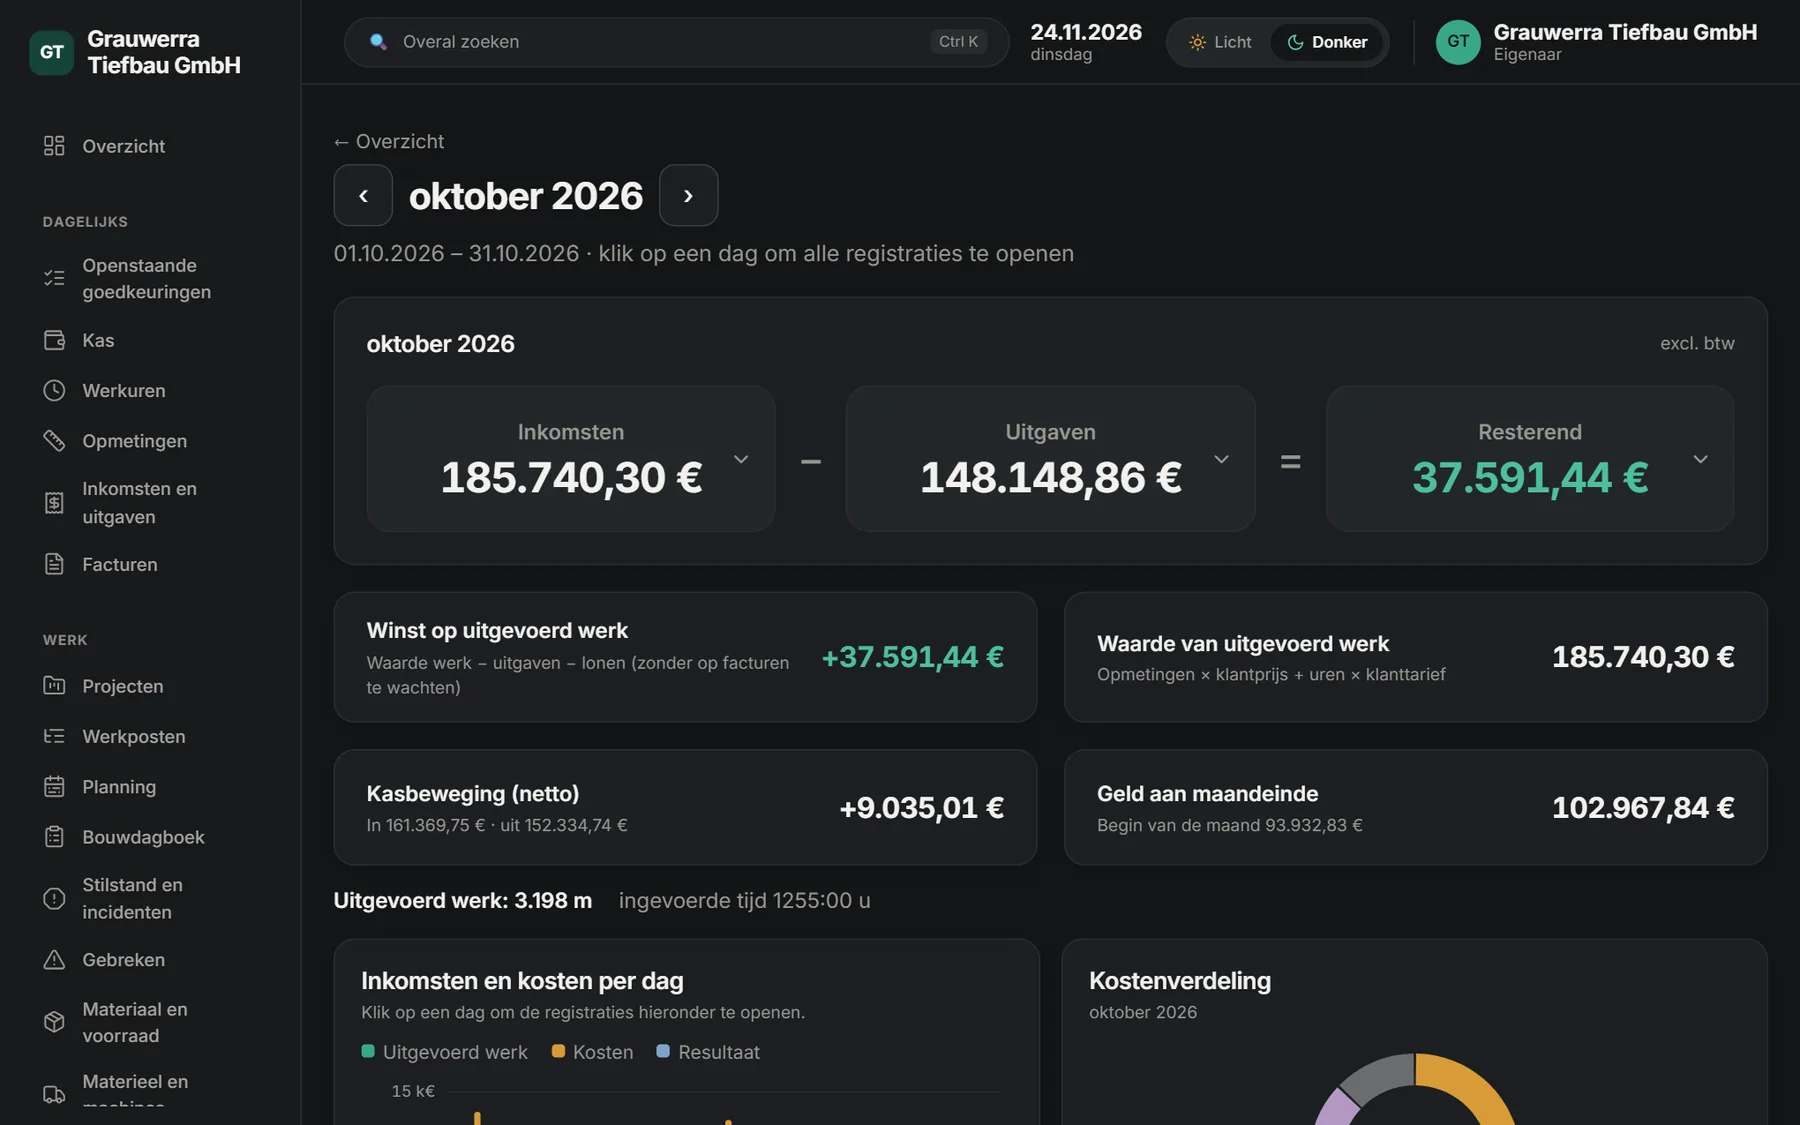 GT
Grauwerra
Tiefbau GmbH
Overal zoeken
Ctrl K
24.11.2026
dinsdag
Licht
Donker
GT
Grauwerra Tiefbau GmbH
Eigenaar
Overzicht
DAGELIJKS
Openstaande
goedkeuringen
Kas
Werkuren
Opmetingen
Inkomsten en
uitgaven
Facturen
WERK
Projecten
Werkposten
Planning
Bouwdagboek
Stilstand en
incidenten
Gebreken
Materiaal en
voorraad
Materieel en
← Overzicht
‹ oktober 2026 ›
01.10.2026 – 31.10.2026 · klik op een dag om alle registraties te openen
oktober 2026
excl. btw
Inkomsten
185.740,30 €
–
Uitgaven
148.148,86 €
=
Resterend
37.591,44 €
Winst op uitgevoerd werk
Waarde werk – uitgaven – lonen (zonder op facturen
te wachten)
+37.591,44 €
Waarde van uitgevoerd werk
Opmetingen × klantprijs + uren × klanttarief
185.740,30 €
Kasbeweging (netto)
In 161.369,75 € · uit 152.334,74 €
+9.035,01 €
Geld aan maandeinde
Begin van de maand 93.932,83 €
102.967,84 €
Uitgevoerd werk: 3.198 m
ingevoerde tijd 1255:00 u
Inkomsten en kosten per dag
Klik op een dag om de registraties hieronder te openen.
Uitgevoerd werk
Kosten
Resultaat
15 k€
Kostenverdeling
oktober 2026